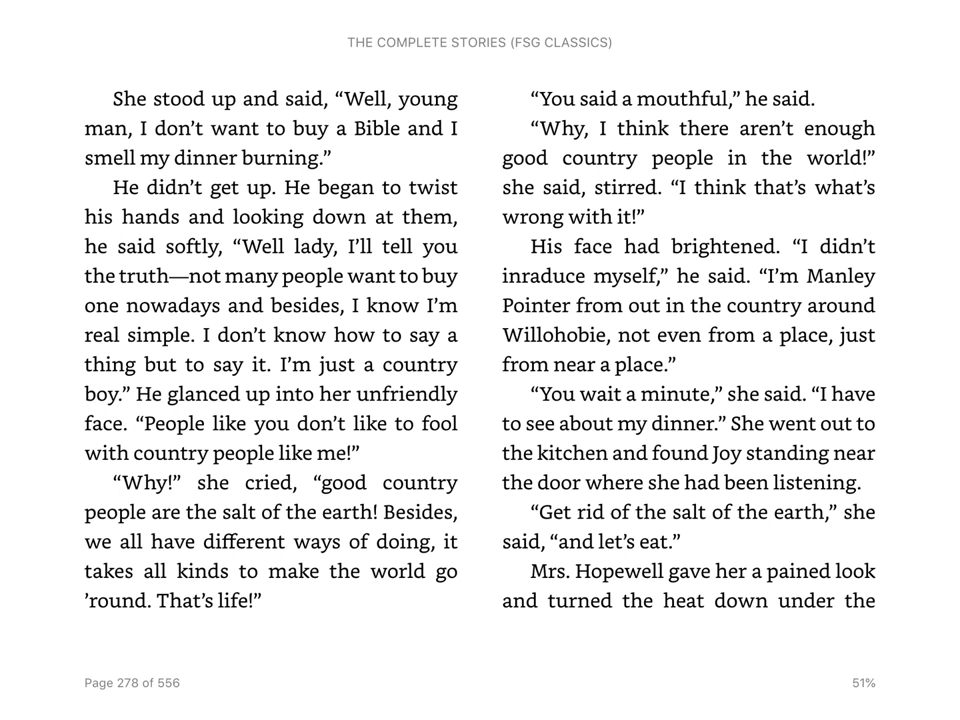 THE COMPLETE STORIES (FSG CLASSICS)
She stood up and said, “Well, young
man, I don’t want to buy a Bible and I
smell my dinner burning.”
He didn’t get up. He began to twist
his hands and looking down at them,
he said softly, “Well lady, I’ll tell you
the truth—not many people want to buy
one nowadays and besides, I know I’m
real simple. I don’t know how to say a
thing but to say it. I’m just a country
boy.” He glanced up into her unfriendly
face. “People like you don’t like to fool
with country people like me!”
“Why!” she cried, “good country
people are the salt of the earth! Besides,
we all have different ways of doing, it
takes all kinds to make the world go
’round. That’s life!”
“You said a mouthful,” he said.
“Why, I think there aren’t enough
good country people in the world!”
she said, stirred. “I think that’s what’s
wrong with it!”
His face had brightened. “I didn’t
inraduce myself,” he said. “I’m Manley
Pointer from out in the country around
Willohobie, not even from a place, just
from near a place.”
“You wait a minute,” she said. “I have
to see about my dinner.” She went out to
the kitchen and found Joy standing near
the door where she had been listening.
“Get rid of the salt of the earth,” she
said, “and let’s eat.”
Mrs. Hopewell gave her a pained look
and turned the heat down under the
Page 278 of 556
51%